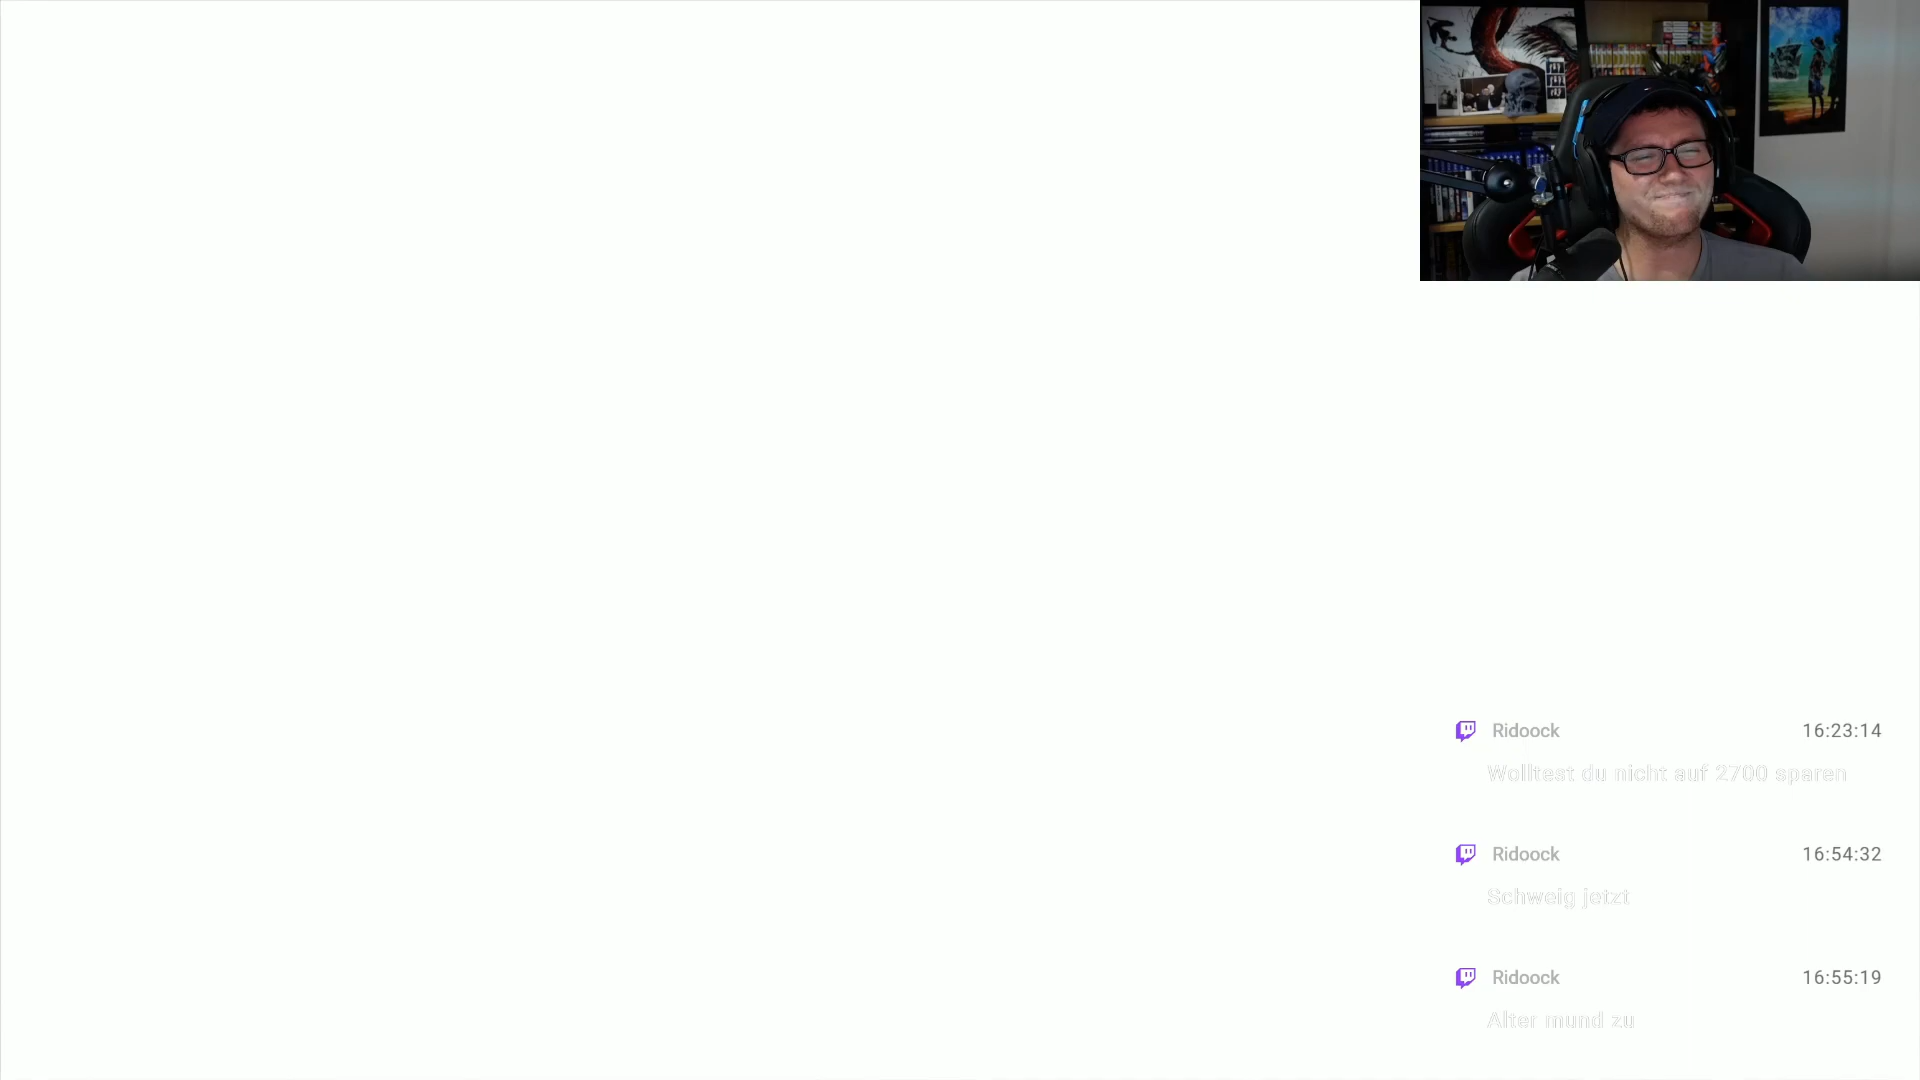 Ridoock 16:23:14
Wolltest du nicht auf 2700 sparen
Ridoock 16:54:32
Schweig jetzt
Ridoock 16:55:19
Alter mund zu